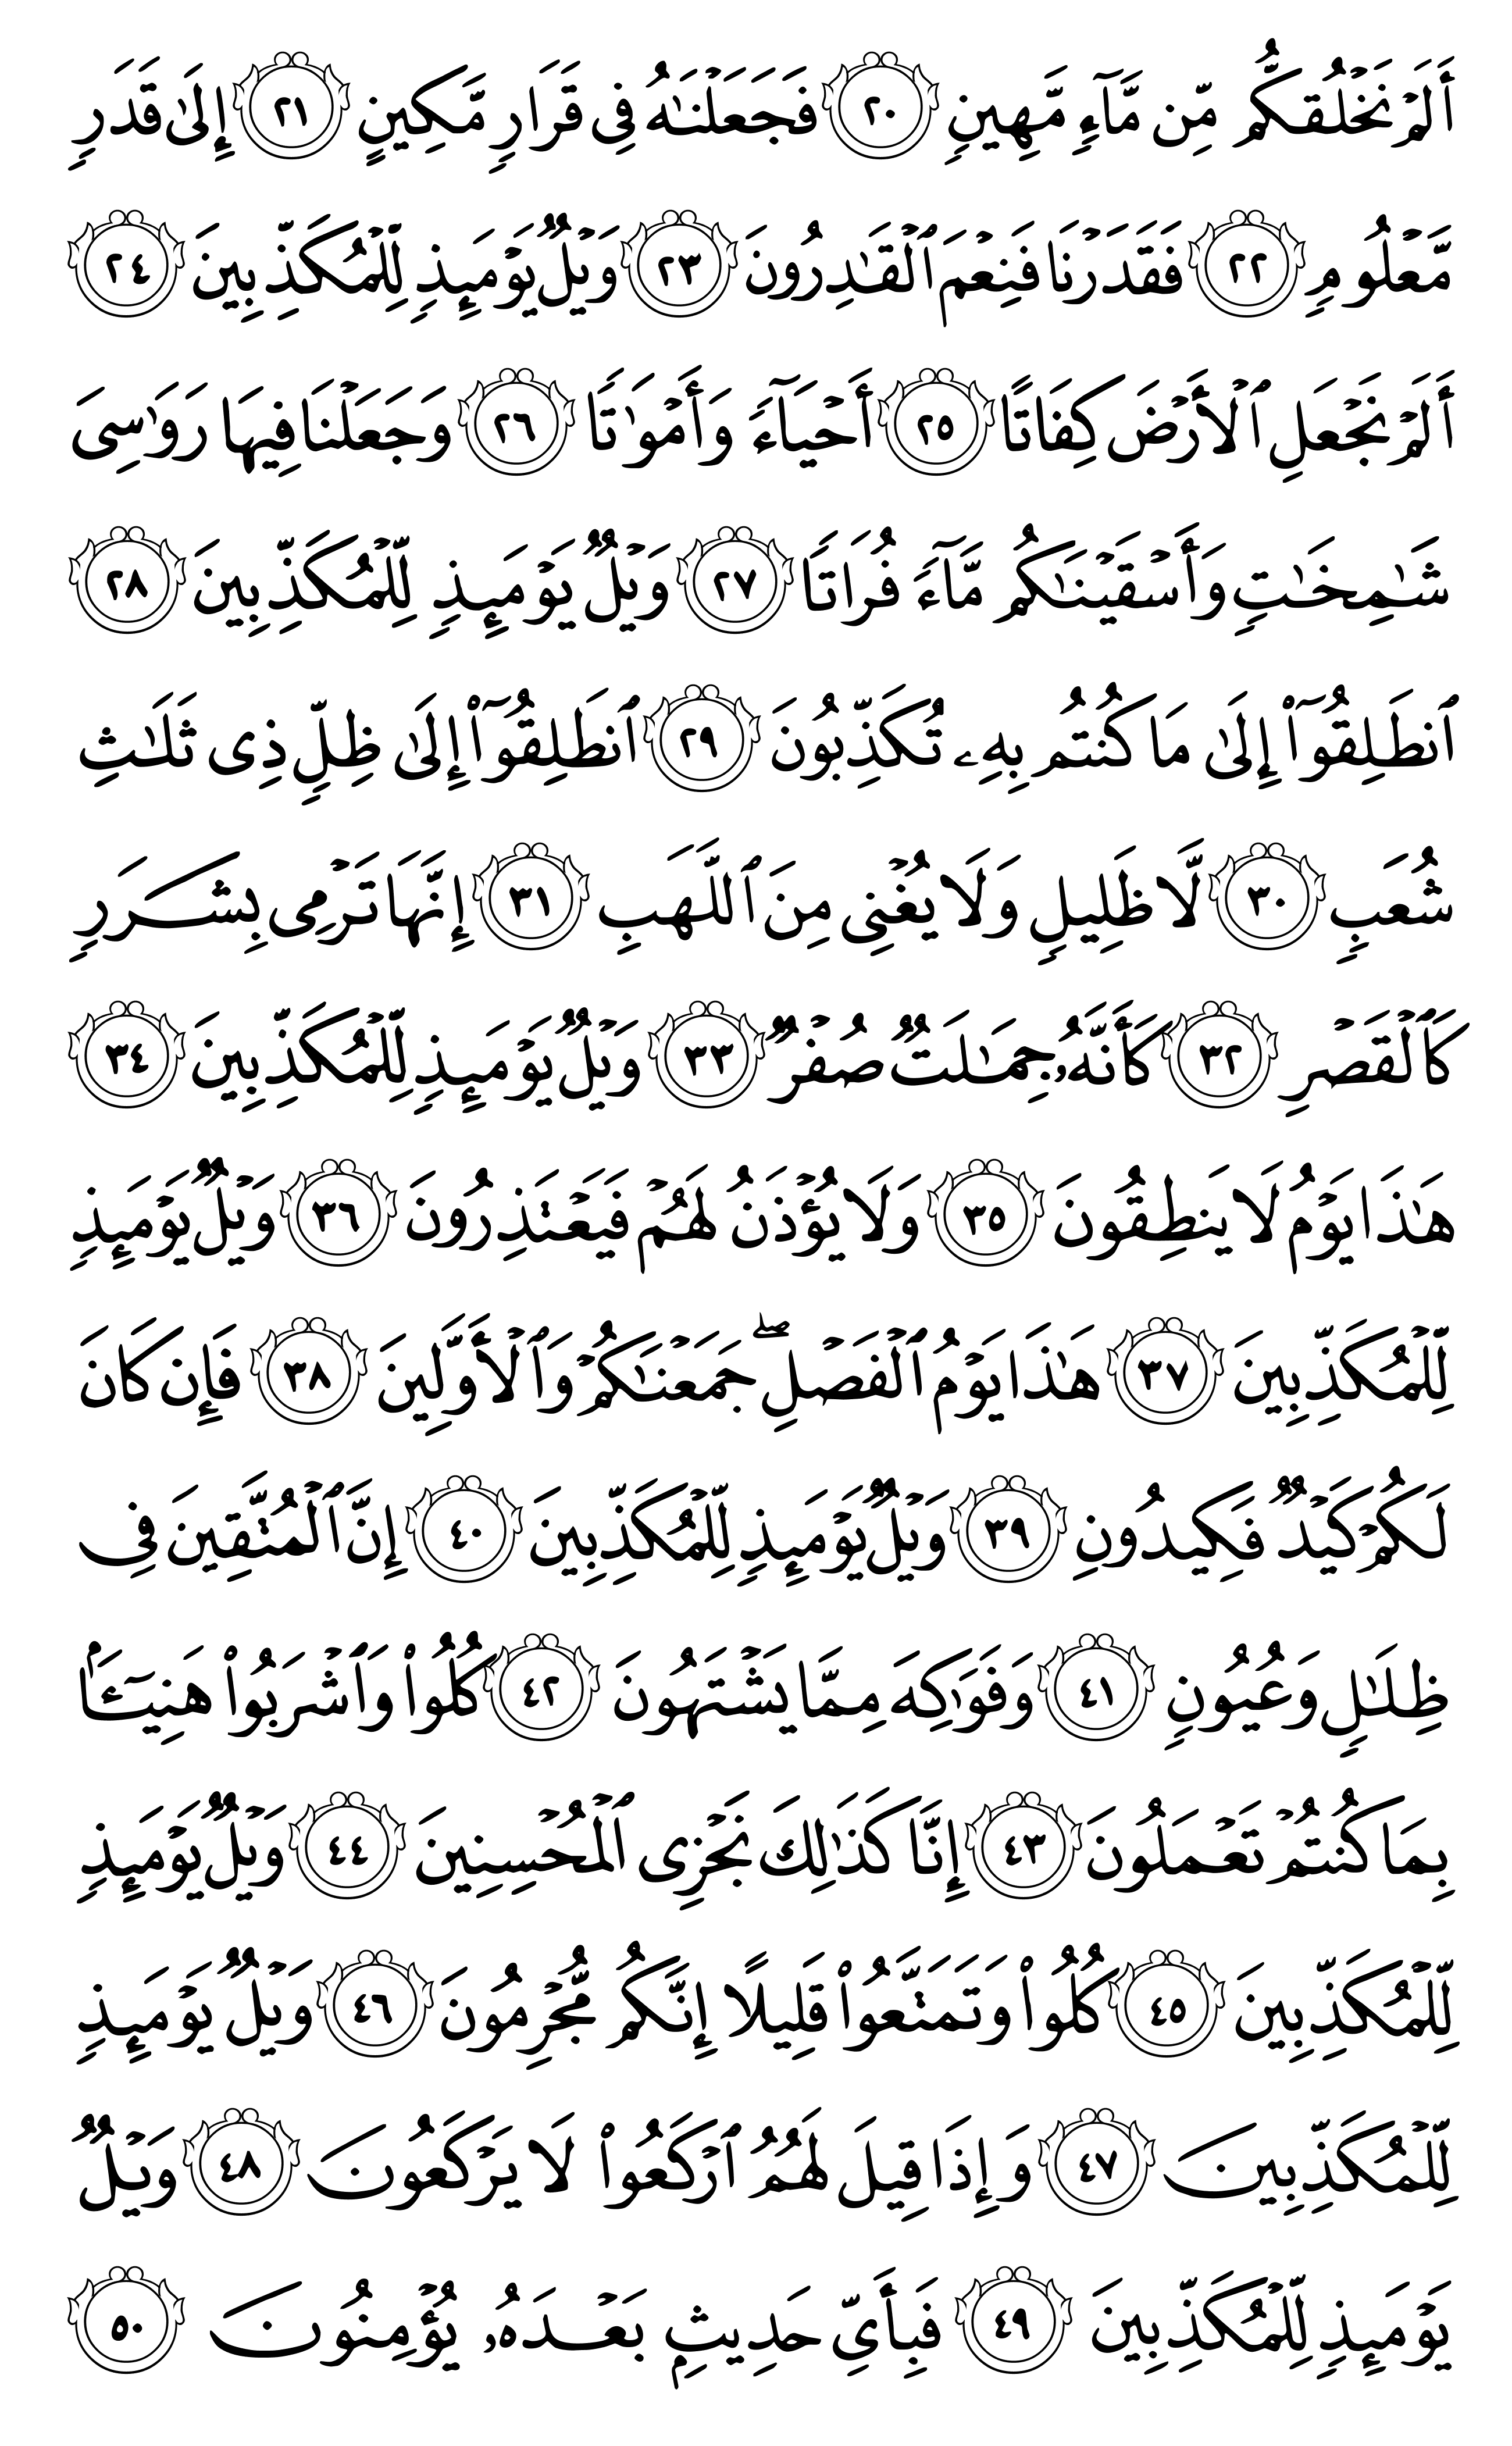 أَلَمْ نَخْلُقكُّم مِّن مَّآءٍ مَّهِينٍ ٢٠ فَجَعَلْنَٰهُ فِى قَرَارٍ مَّكِينٍ ٢١ إِلَىٰ قَدَرٍ
مَّعْلُومٍ ٢٢ فَقَدَرْنَا فَنِعْمَ ٱلْقَٰدِرُونَ ٢٣ وَيْلٌ يَوْمَئِذٍ لِّلْمُكَذِّبِينَ ٢٤
أَلَمْ نَجْعَلِ ٱلْأَرْضَ كِفَاتًا ٢٥ أَحْيَآءً وَأَمْوَٰتًا ٢٦ وَجَعَلْنَا فِيهَا رَوَٰسِىَ
شَٰمِخَٰتٍ وَأَسْقَيْنَٰكُم مَّآءً فُرَاتًا ٢٧ وَيْلٌ يَوْمَئِذٍ لِّلْمُكَذِّبِينَ ٢٨
ٱنطَلِقُوٓا۟ إِلَىٰ مَا كُنتُم بِهِۦ تُكَذِّبُونَ ٢٩ ٱنطَلِقُوٓا۟ إِلَىٰ ظِلٍّ ذِى ثَلَٰثِ
شُعَبٍ ٣٠ لَّا ظَلِيلٍ وَلَا يُغْنِى مِنَ ٱللَّهَبِ ٣١ إِنَّهَا تَرْمِى بِشَرَرٍ
كَٱلْقَصْرِ ٣٢ كَأَنَّهُۥ جِمَٰلَتٌ صُفْرٌ ٣٣ وَيْلٌ يَوْمَئِذٍ لِّلْمُكَذِّبِينَ ٣٤
هَٰذَا يَوْمُ لَا يَنطِقُونَ ٣٥ وَلَا يُؤْذَنُ لَهُمْ فَيَعْتَذِرُونَ ٣٦ وَيْلٌ يَوْمَئِذٍ
لِّلْمُكَذِّبِينَ ٣٧ هَٰذَا يَوْمُ ٱلْفَصْلِ ۖ جَمَعْنَٰكُمْ وَٱلْأَوَّلِينَ ٣٨ فَإِن كَانَ
لَكُمْ كَيْدٌ فَكِيدُونِ ٣٩ وَيْلٌ يَوْمَئِذٍ لِّلْمُكَذِّبِينَ ٤٠ إِنَّ ٱلْمُتَّقِينَ فِى
ظِلَٰلٍ وَعُيُونٍ ٤١ وَفَوَٰكِهَ مِمَّا يَشْتَهُونَ ٤٢ كُلُوا۟ وَٱشْرَبُوا۟ هَنِيٓـًٔۢا
بِمَا كُنتُمْ تَعْمَلُونَ ٤٣ إِنَّا كَذَٰلِكَ نَجْزِى ٱلْمُحْسِنِينَ ٤٤ وَيْلٌ يَوْمَئِذٍ
لِّلْمُكَذِّبِينَ ٤٥ كُلُوا۟ وَتَمَتَّعُوا۟ قَلِيلًا إِنَّكُم مُّجْرِمُونَ ٤٦ وَيْلٌ يَوْمَئِذٍ
لِّلْمُكَذِّبِينَ ٤٧ وَإِذَا قِيلَ لَهُمُ ٱرْكَعُوا۟ لَا يَرْكَعُونَ ٤٨ وَيْلٌ
يَوْمَئِذٍ لِّلْمُكَذِّبِينَ ٤٩ فَبِأَىِّ حَدِيثٍۭ بَعْدَهُۥ يُؤْمِنُونَ ٥٠